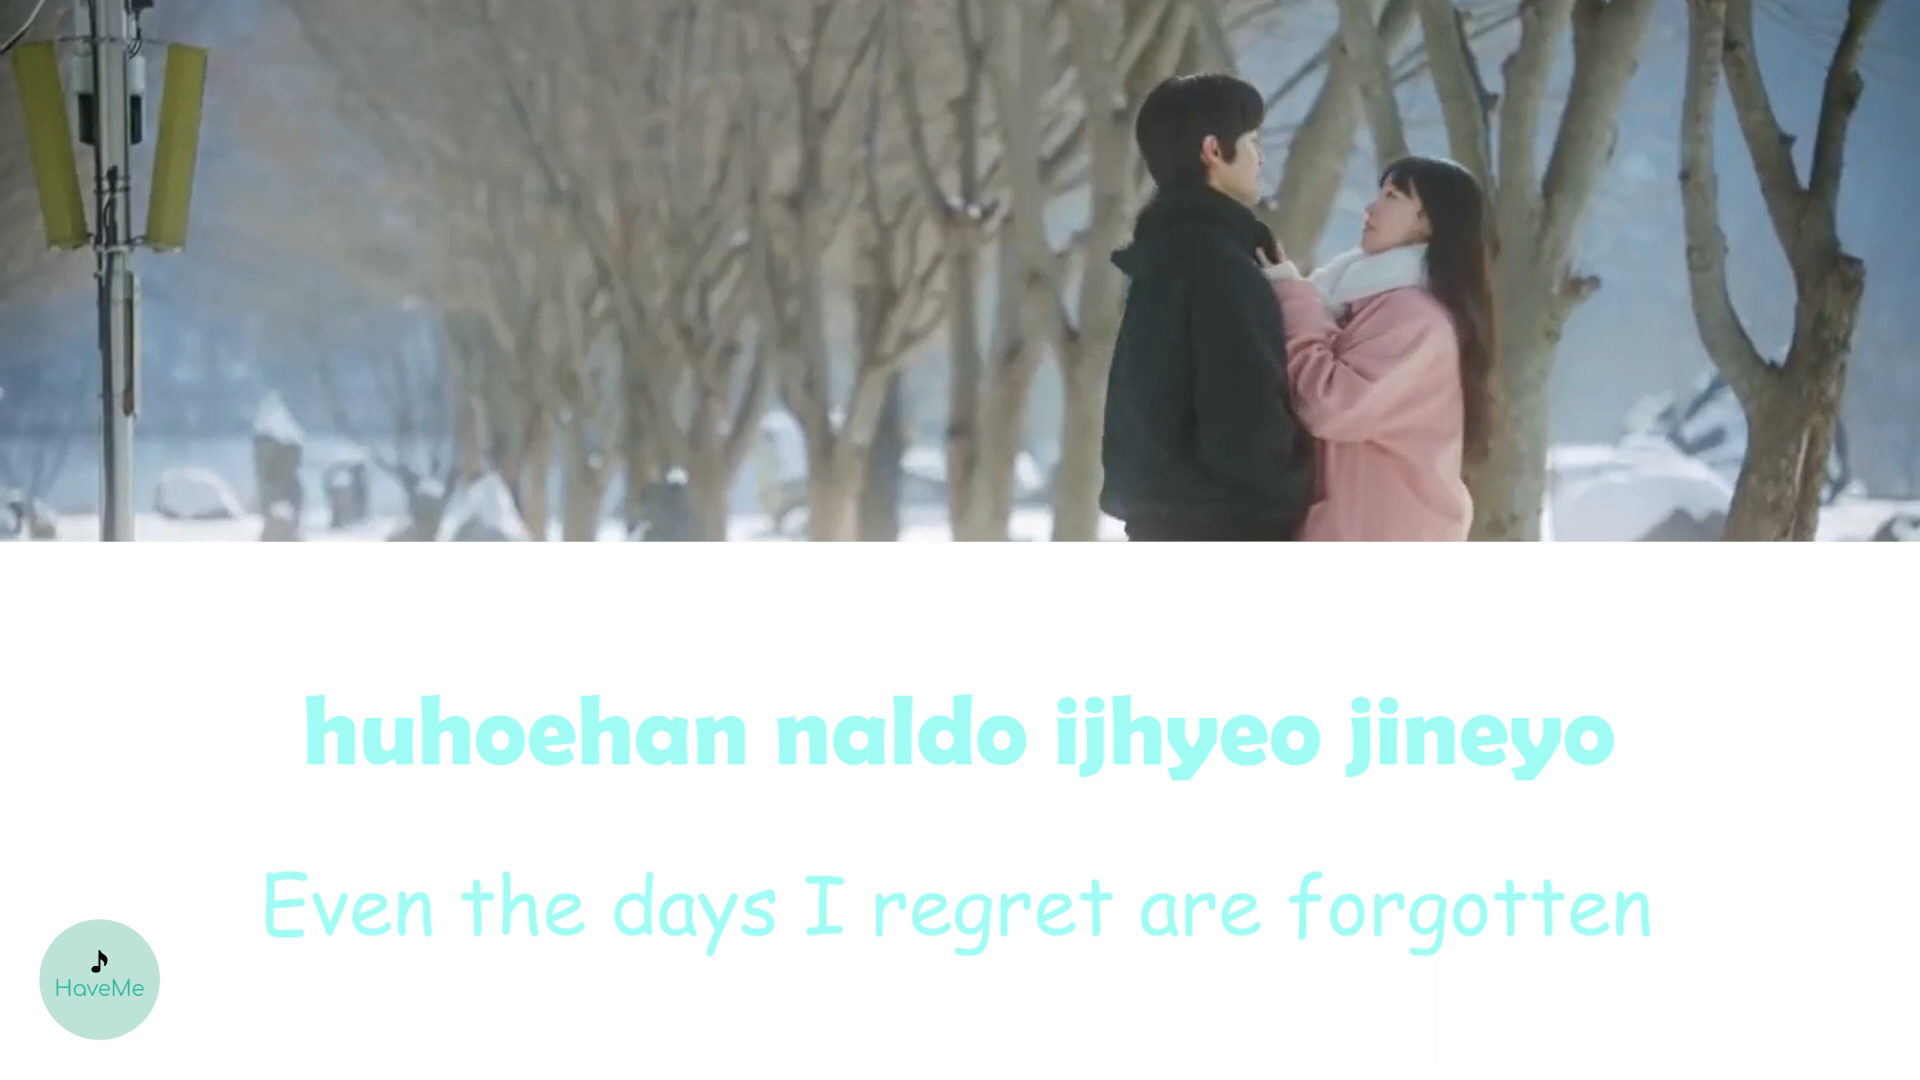 huhoehan naldo ijhyeo jineyo
Even the days I regret are forgotten
HaveMe